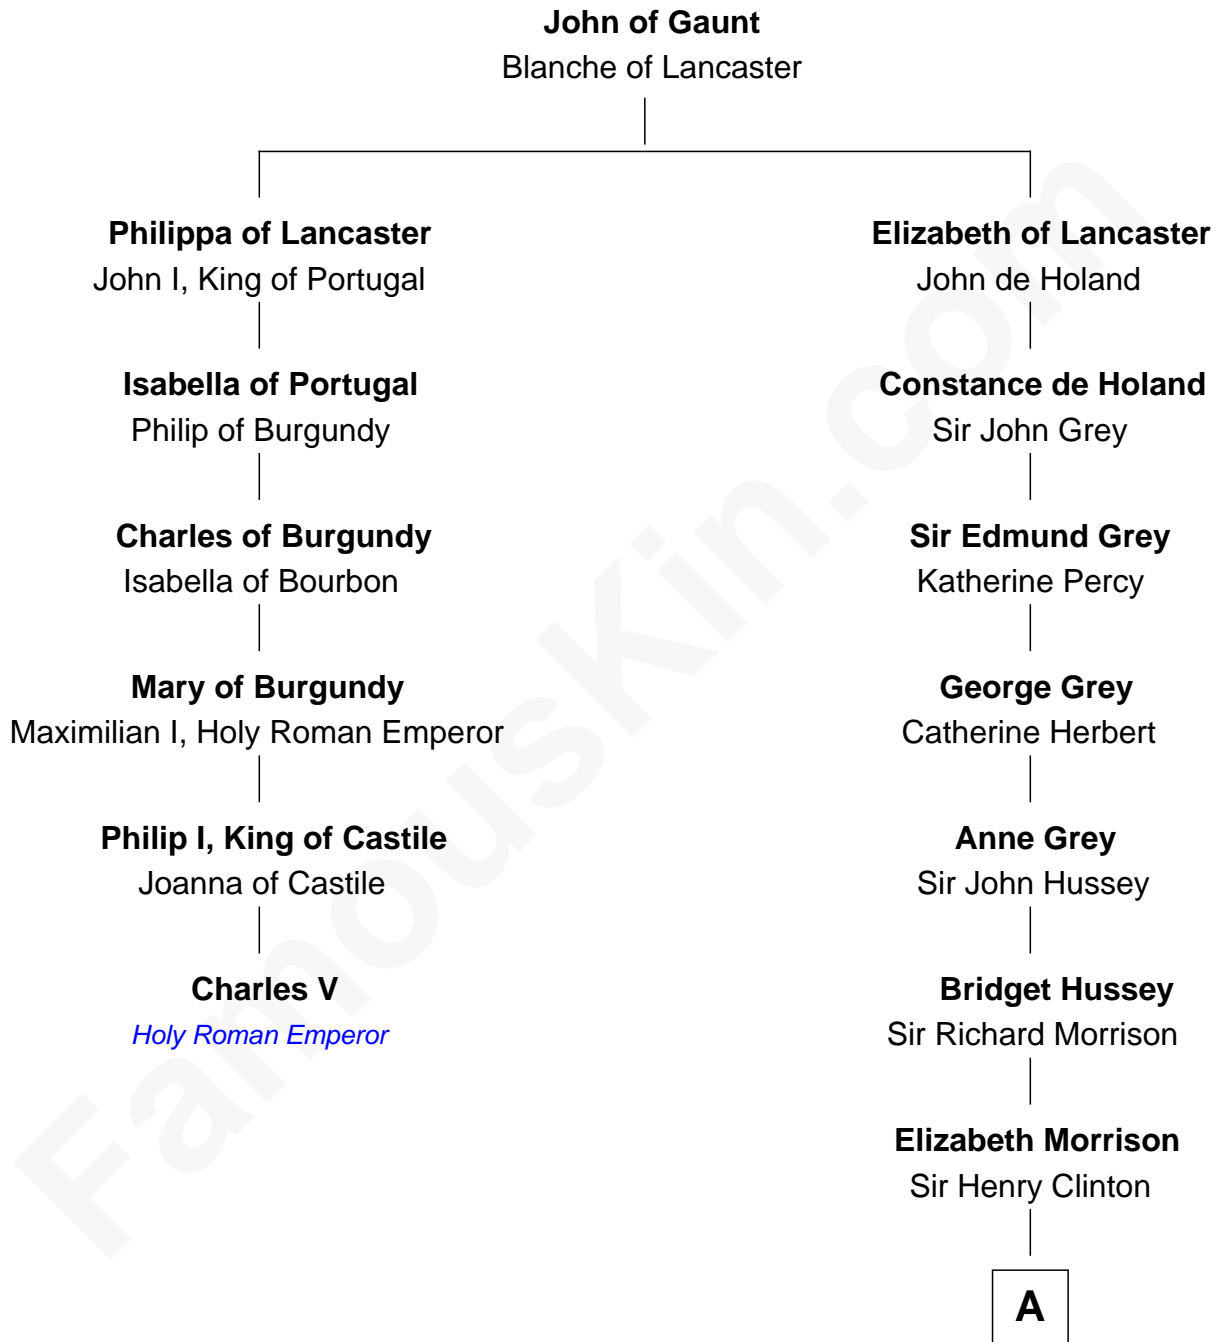 John of Gaunt
Blanche of Lancaster
Philippa of Lancaster
John I, King of Portugal
Elizabeth of Lancaster
John de Holand
Isabella of Portugal
Philip of Burgundy
Constance de Holand
Sir John Grey
Charles of Burgundy
Isabella of Bourbon
Sir Edmund Grey
Katherine Percy
Mary of Burgundy
Maximilian I, Holy Roman Emperor
George Grey
Catherine Herbert
Philip I, King of Castile
Joanna of Castile
Anne Grey
Sir John Hussey
Charles V
Holy Roman Emperor
Bridget Hussey
Sir Richard Morrison
Elizabeth Morrison
Sir Henry Clinton
A
FamousKin.com